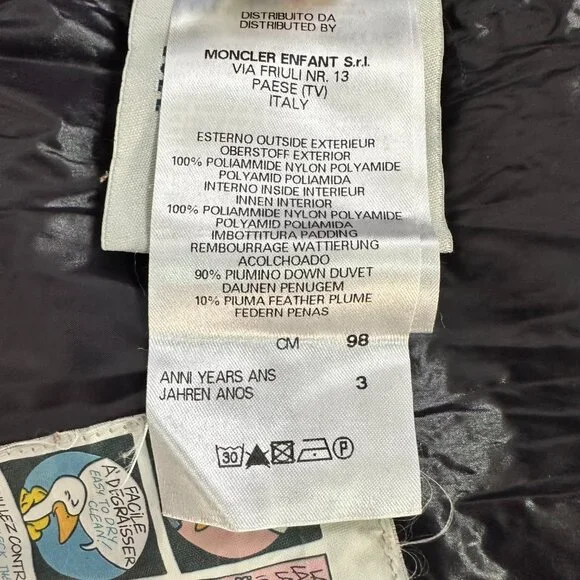 DISTRIBUITO DA
DISTRIBUTED BY
MONCLER ENFANT S.r.l.
VIA FRIULI NR. 13
PAESE (TV)
ITALY
ESTERNO OUTSIDE EXTERIEUR
OBERSTOFF EXTERIOR
100% POLIAMMIDE NYLON POLYAMIDE
POLYAMID POLIAMIDA
INTERNO INSIDE INTERIEUR
INNEN INTERIOR
100% POLIAMMIDE NYLON POLYAMIDE
POLYAMID POLIAMIDA
IMBOTTITURA PADDING
REMBOURRAGE WATTIERUNG
ACOLCHOADO
90% PIUMINO DOWN DUVET
DAUNEN PENUGEM
10% PIUMA FEATHER PLUME
FEDERN PENAS
CM 98
ANNI YEARS ANS
JAHREN ANOS 3
30 P
FACILE
À DÉGRAISSER
EASY TO DRY
CLEAN!